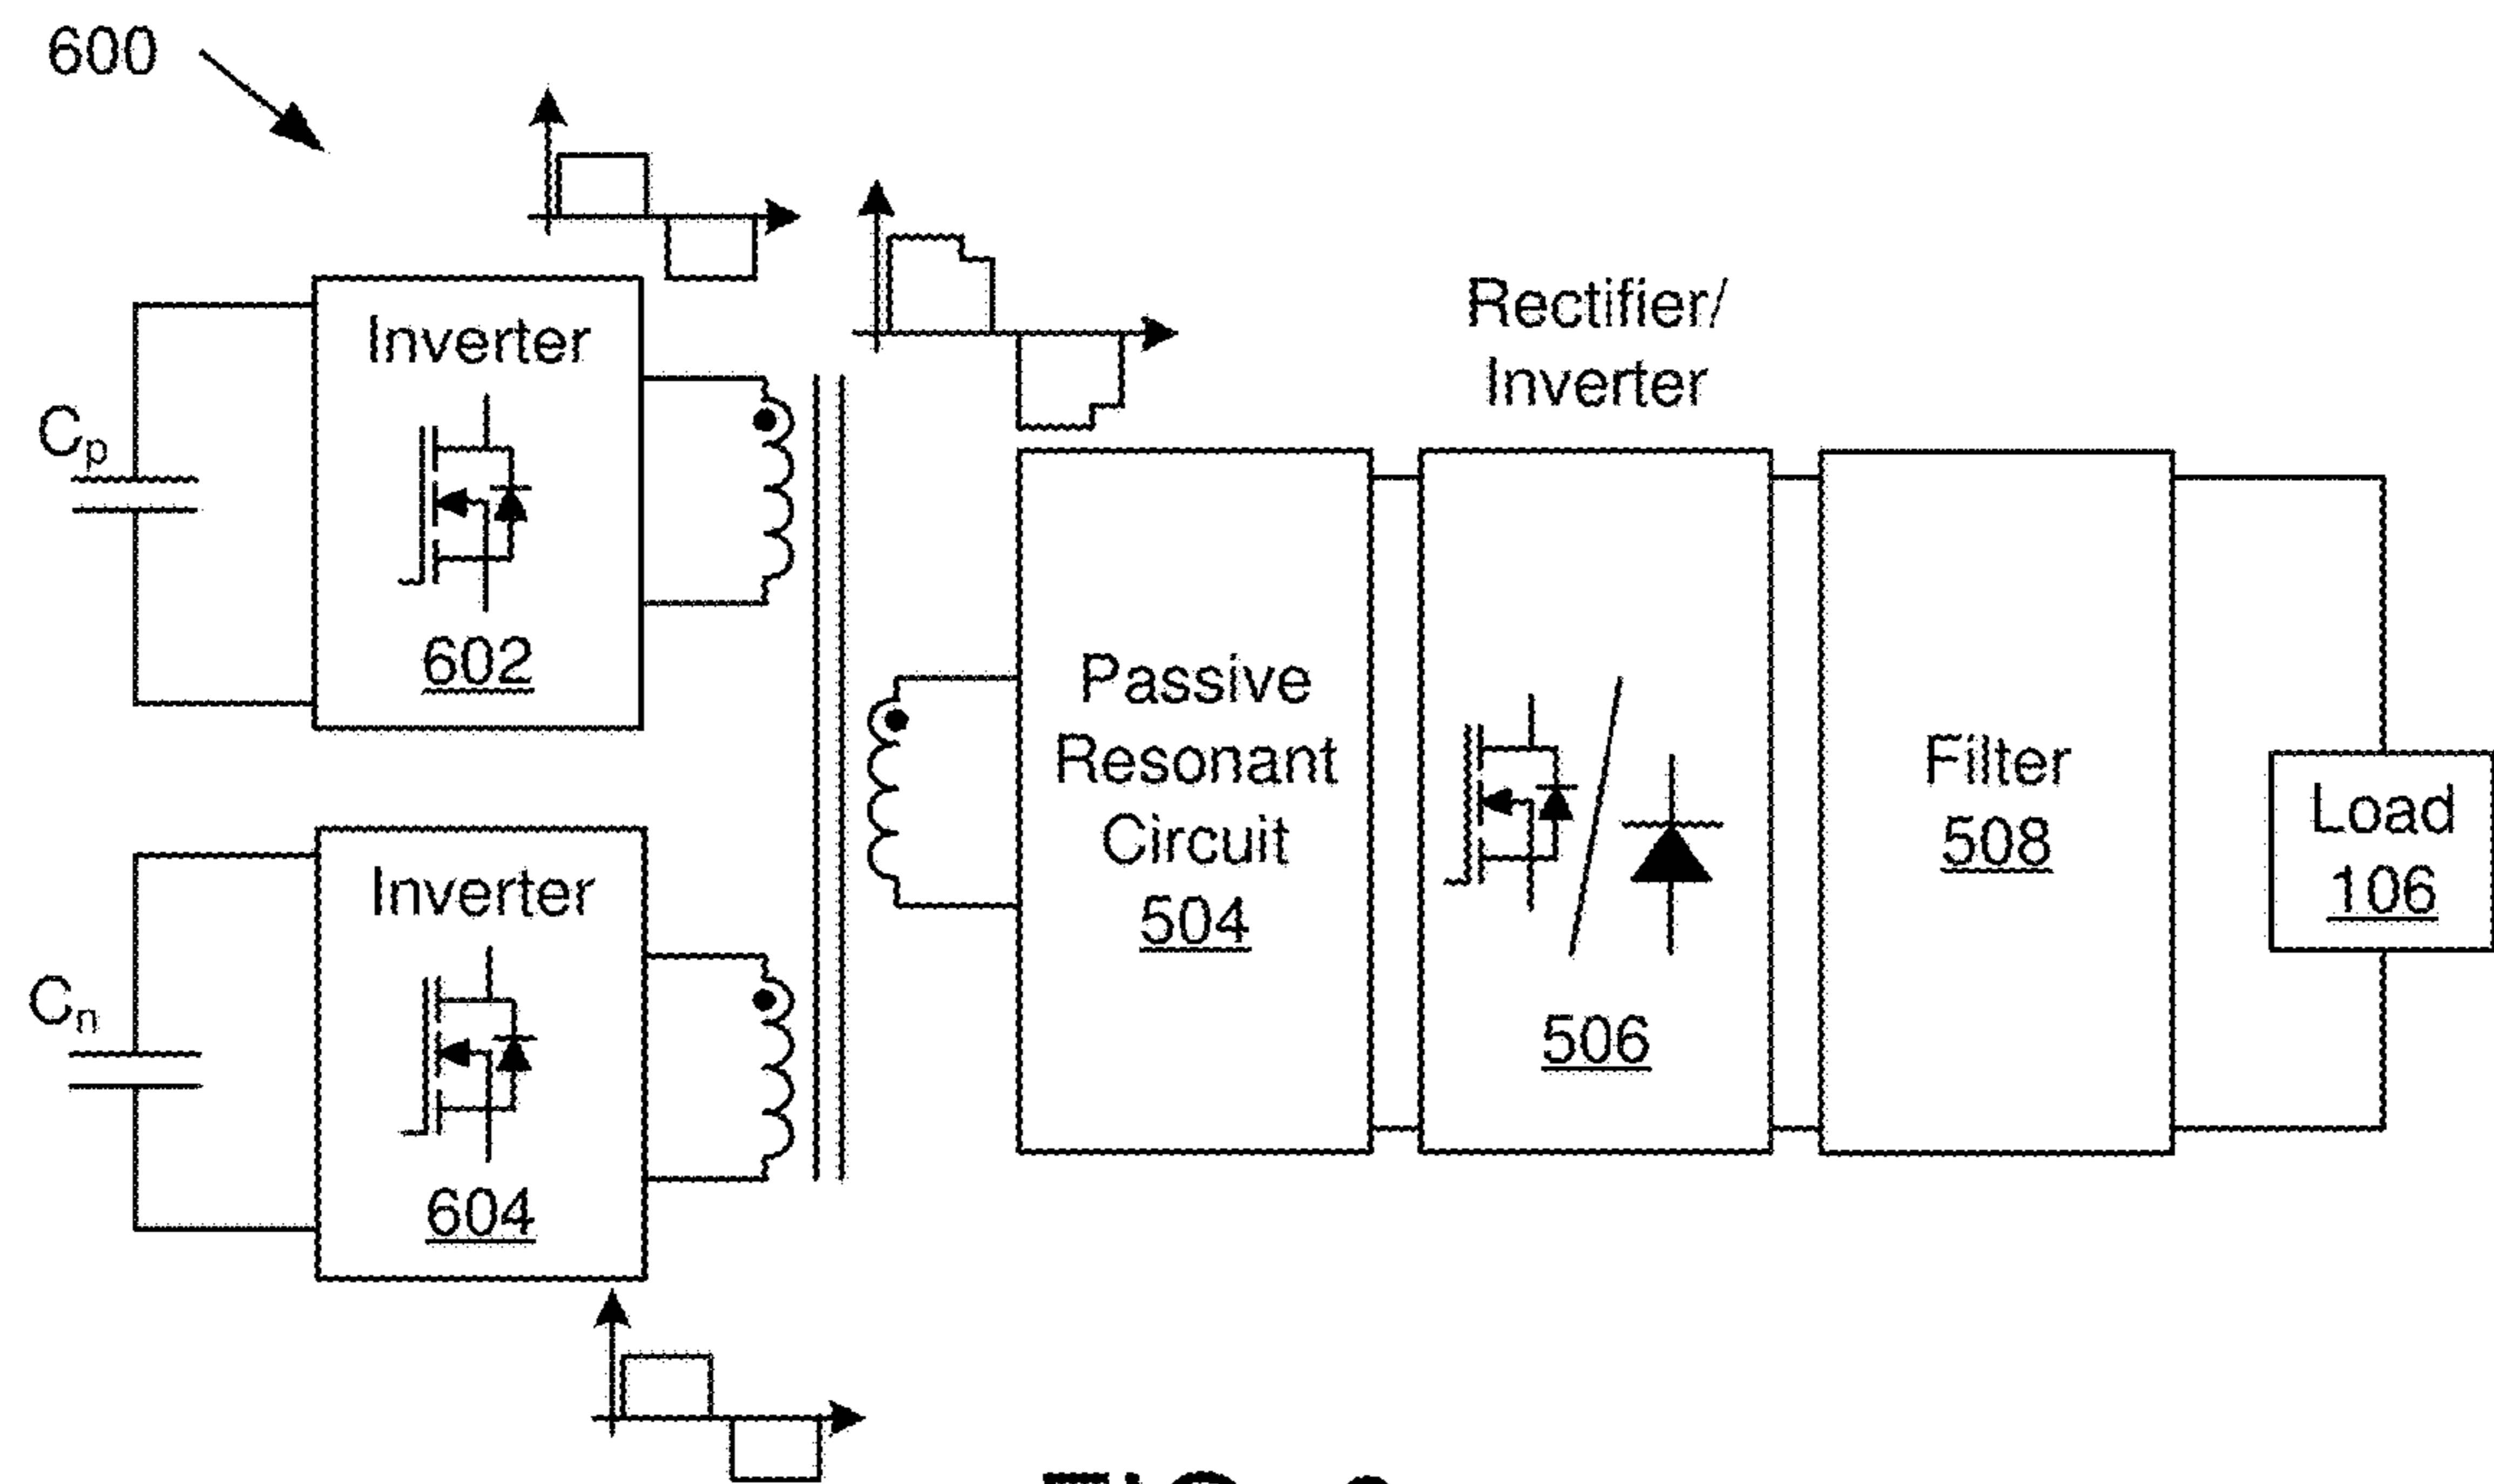 600
Rectifier/
Inverter
Inverter
602
Cp
Passive
Resonant
Circuit
504
506
Filter
508
Load
106
Inverter
604
Cn